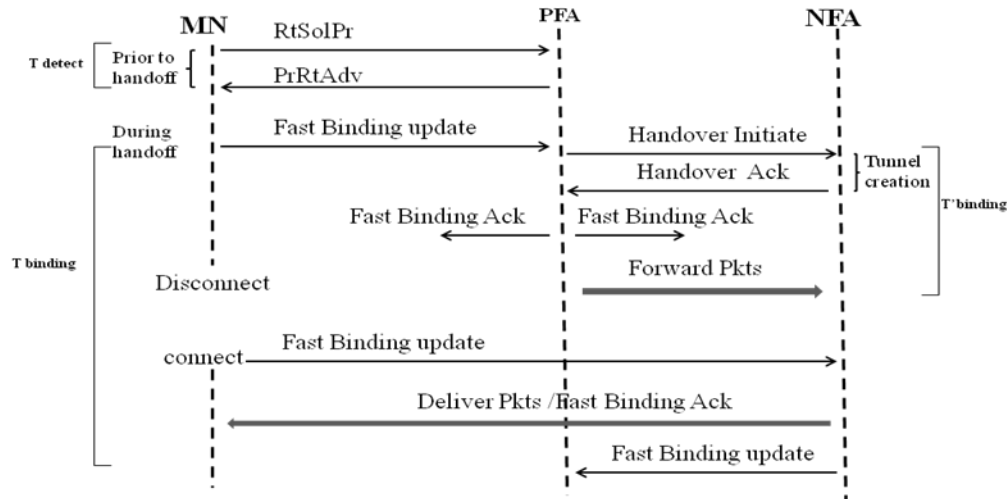 MN
PFA
NFA
RtSolPr
T detect
Prior to
handoff
PrRtAdv
During
handoff
Fast Binding update
Handover Initiate
Tunnel
creation
Handover Ack
T'binding
Fast Binding Ack
Fast Binding Ack
T binding
Disconnect
Forward Pkts
Fast Binding update
connect
Deliver Pkts /Fast Binding Ack
Fast Binding update